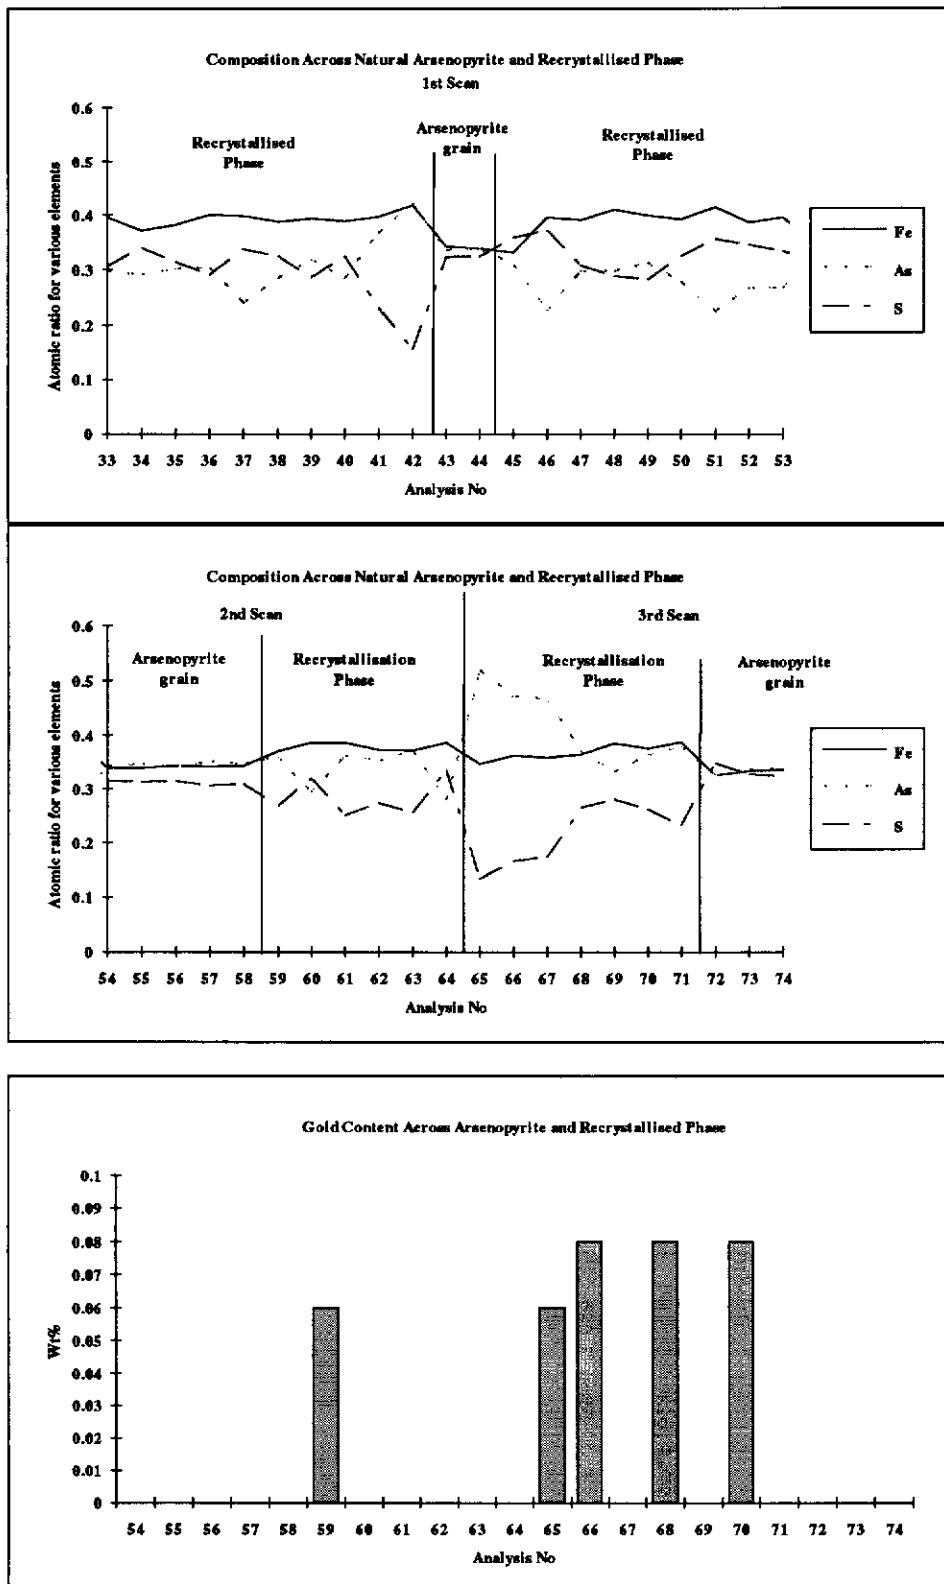 Composition Across Natural Arsenopyrite and Recrystallised Phase
1st Scan
0.6
0.5
0.4
0.3
0.2
0.1
0
Atomic ratio for various elements
Recrystallised
Phase
Arsenopyrite
grain
Recrystallised
Phase
Fe
As
S
33 34 35 36 37 38 39 40 41 42 43 44 45 46 47 48 49 50 51 52 53
Analysis No
Composition Across Natural Arsenopyrite and Recrystallised Phase
2nd Scan 3rd Scan
0.6
0.5
0.4
0.3
0.2
0.1
0
Atomic ratio for various elements
Arsenopyrite
grain
Recrystallisation
Phase
Recrystallisation
Phase
Arsenopyrite
grain
Fe
As
S
54 55 56 57 58 59 60 61 62 63 64 65 66 67 68 69 70 71 72 73 74
Analysis No
Gold Content Across Arsenopyrite and Recrystallised Phase
0.1
0.09
0.08
0.07
0.06
0.05
0.04
0.03
0.02
0.01
0
Wt%
54 55 56 57 58 59 60 61 62 63 64 65 66 67 68 69 70 71 72 73 74
Analysis No